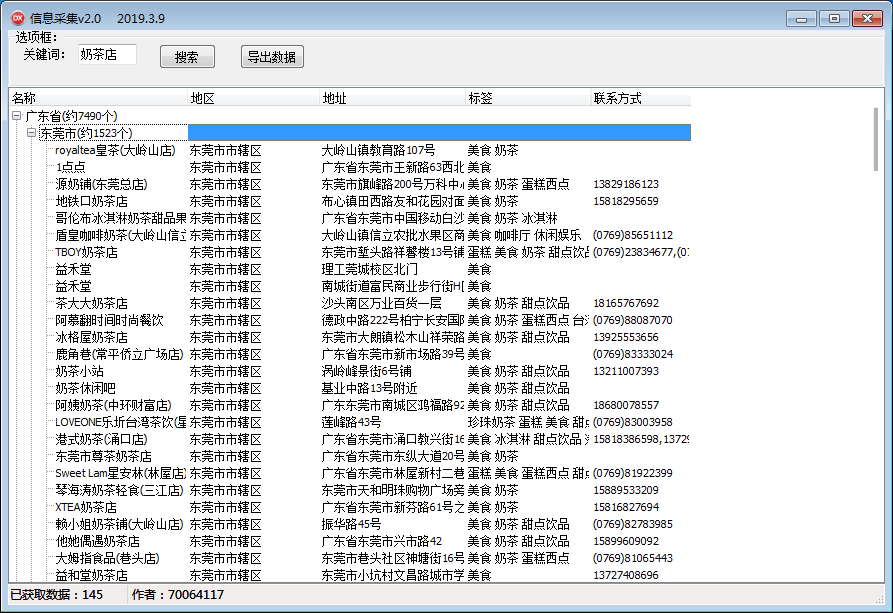 信息采集v2.0 2019.3.9
选项框:
关键词: 奶茶店 搜索 导出数据
名称 地区 地址 标签 联系方式
广东省(约7490个)
东莞市(约1523个)
royaltea皇茶(大岭山店) 东莞市市辖区 大岭山镇教育路107号 美食 奶茶
1点点 东莞市市辖区 广东省东莞市王新路63西北 美食
源奶铺(东莞总店) 东莞市市辖区 东莞市旗峰路200号万科中心 美食 奶茶 蛋糕西点 13829186123
地铁口奶茶店 东莞市市辖区 布心镇田西路友和花园对面 美食 奶茶 15818295659
哥伦布冰淇淋奶茶甜品果 东莞市市辖区 广东省东莞市中国移动白沙 美食 奶茶 冰淇淋
盾皇咖啡奶茶(大岭山信立 东莞市市辖区 大岭山镇信立农批水果区商 美食 咖啡厅 休闲娱乐 (0769)85651112
TBOY奶茶店 东莞市市辖区 东莞市堑头路祥馨楼13号铺 蛋糕 美食 奶茶 甜点饮品 (0769)23834677,(07
益禾堂 东莞市市辖区 理工莞城校区北门 美食
益禾堂 东莞市市辖区 南城街道富民商业步行街H区 美食
茶大大奶茶店 东莞市市辖区 沙头南区万业百货一层 美食 奶茶 甜点饮品 18165767692
阿慕翻时间时尚餐饮 东莞市市辖区 德政中路222号柏宁长安国际 美食 奶茶 蛋糕西点 台湾 (0769)88087070
冰格屋奶茶店 东莞市市辖区 东莞市大朗镇松木山祥荣路 美食 奶茶 甜点饮品 13925553656
鹿角巷(常平侨立广场店) 东莞市市辖区 广东省东莞市新市场路39号 美食 (0769)83333024
奶茶小站 东莞市市辖区 涡岭峰景街6号铺 美食 奶茶 甜点饮品 13211007393
奶茶休闲吧 东莞市市辖区 基业中路13号附近 美食 奶茶 甜点饮品
阿姨奶茶(中环财富店) 东莞市市辖区 广东东莞市南城区鸿福路92 美食 奶茶 甜点饮品 18680078557
LOVEONE乐圻台湾茶饮(星 东莞市市辖区 莲峰路43号 珍珠奶茶 蛋糕 美食 甜点 (0769)83003958
港式奶茶(涌口店) 东莞市市辖区 广东省东莞市涌口教兴街16 美食 冰淇淋 甜点饮品 15818386598,13729
东莞市尊茶奶茶店 东莞市市辖区 广东省东莞市东纵大道20号 美食 奶茶
Sweet Lam星安林(林屋店) 东莞市市辖区 广东省东莞市林屋新村二巷 蛋糕 美食 蛋糕西点 甜点 (0769)81922399
琴海涛奶茶轻食(三江店) 东莞市市辖区 东莞市天和明珠购物广场旁 美食 奶茶 15889533209
XTEA奶茶店 东莞市市辖区 广东省东莞市新芬路61号之 美食 奶茶 15816827694
赖小姐奶茶铺(大岭山店) 东莞市市辖区 振华路45号 美食 奶茶 甜点饮品 (0769)82783985
他她偶遇奶茶店 东莞市市辖区 广东省东莞市兴市路42 美食 奶茶 甜点饮品 15899609092
大姆指食品(巷头店) 东莞市市辖区 东莞市巷头社区神塘街16号 美食 奶茶 蛋糕西点 (0769)81065443
益和堂奶茶店 东莞市市辖区 东莞市小坑村文昌路城市学 美食 13727408696
已获取数据：145 作者：70064117